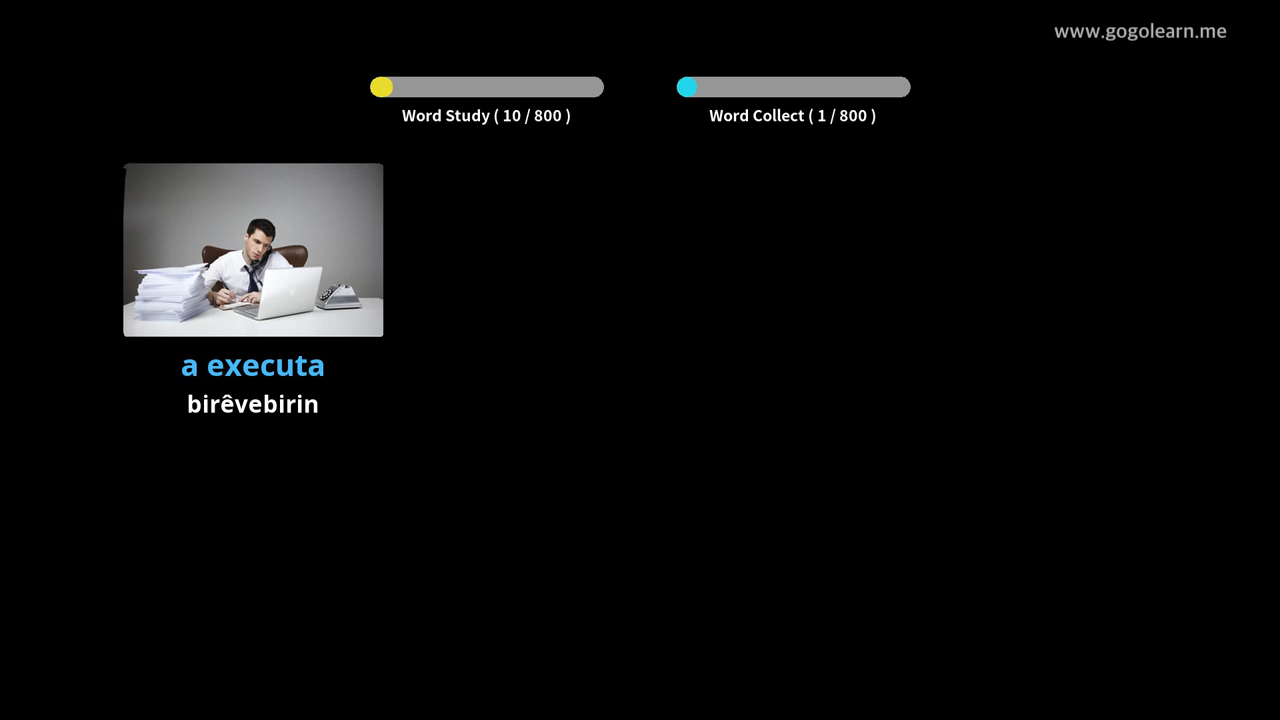 www.gogolearn.me
Word Study ( 10 / 800 )
Word Collect ( 1 / 800 )
a executa
birêvebirin